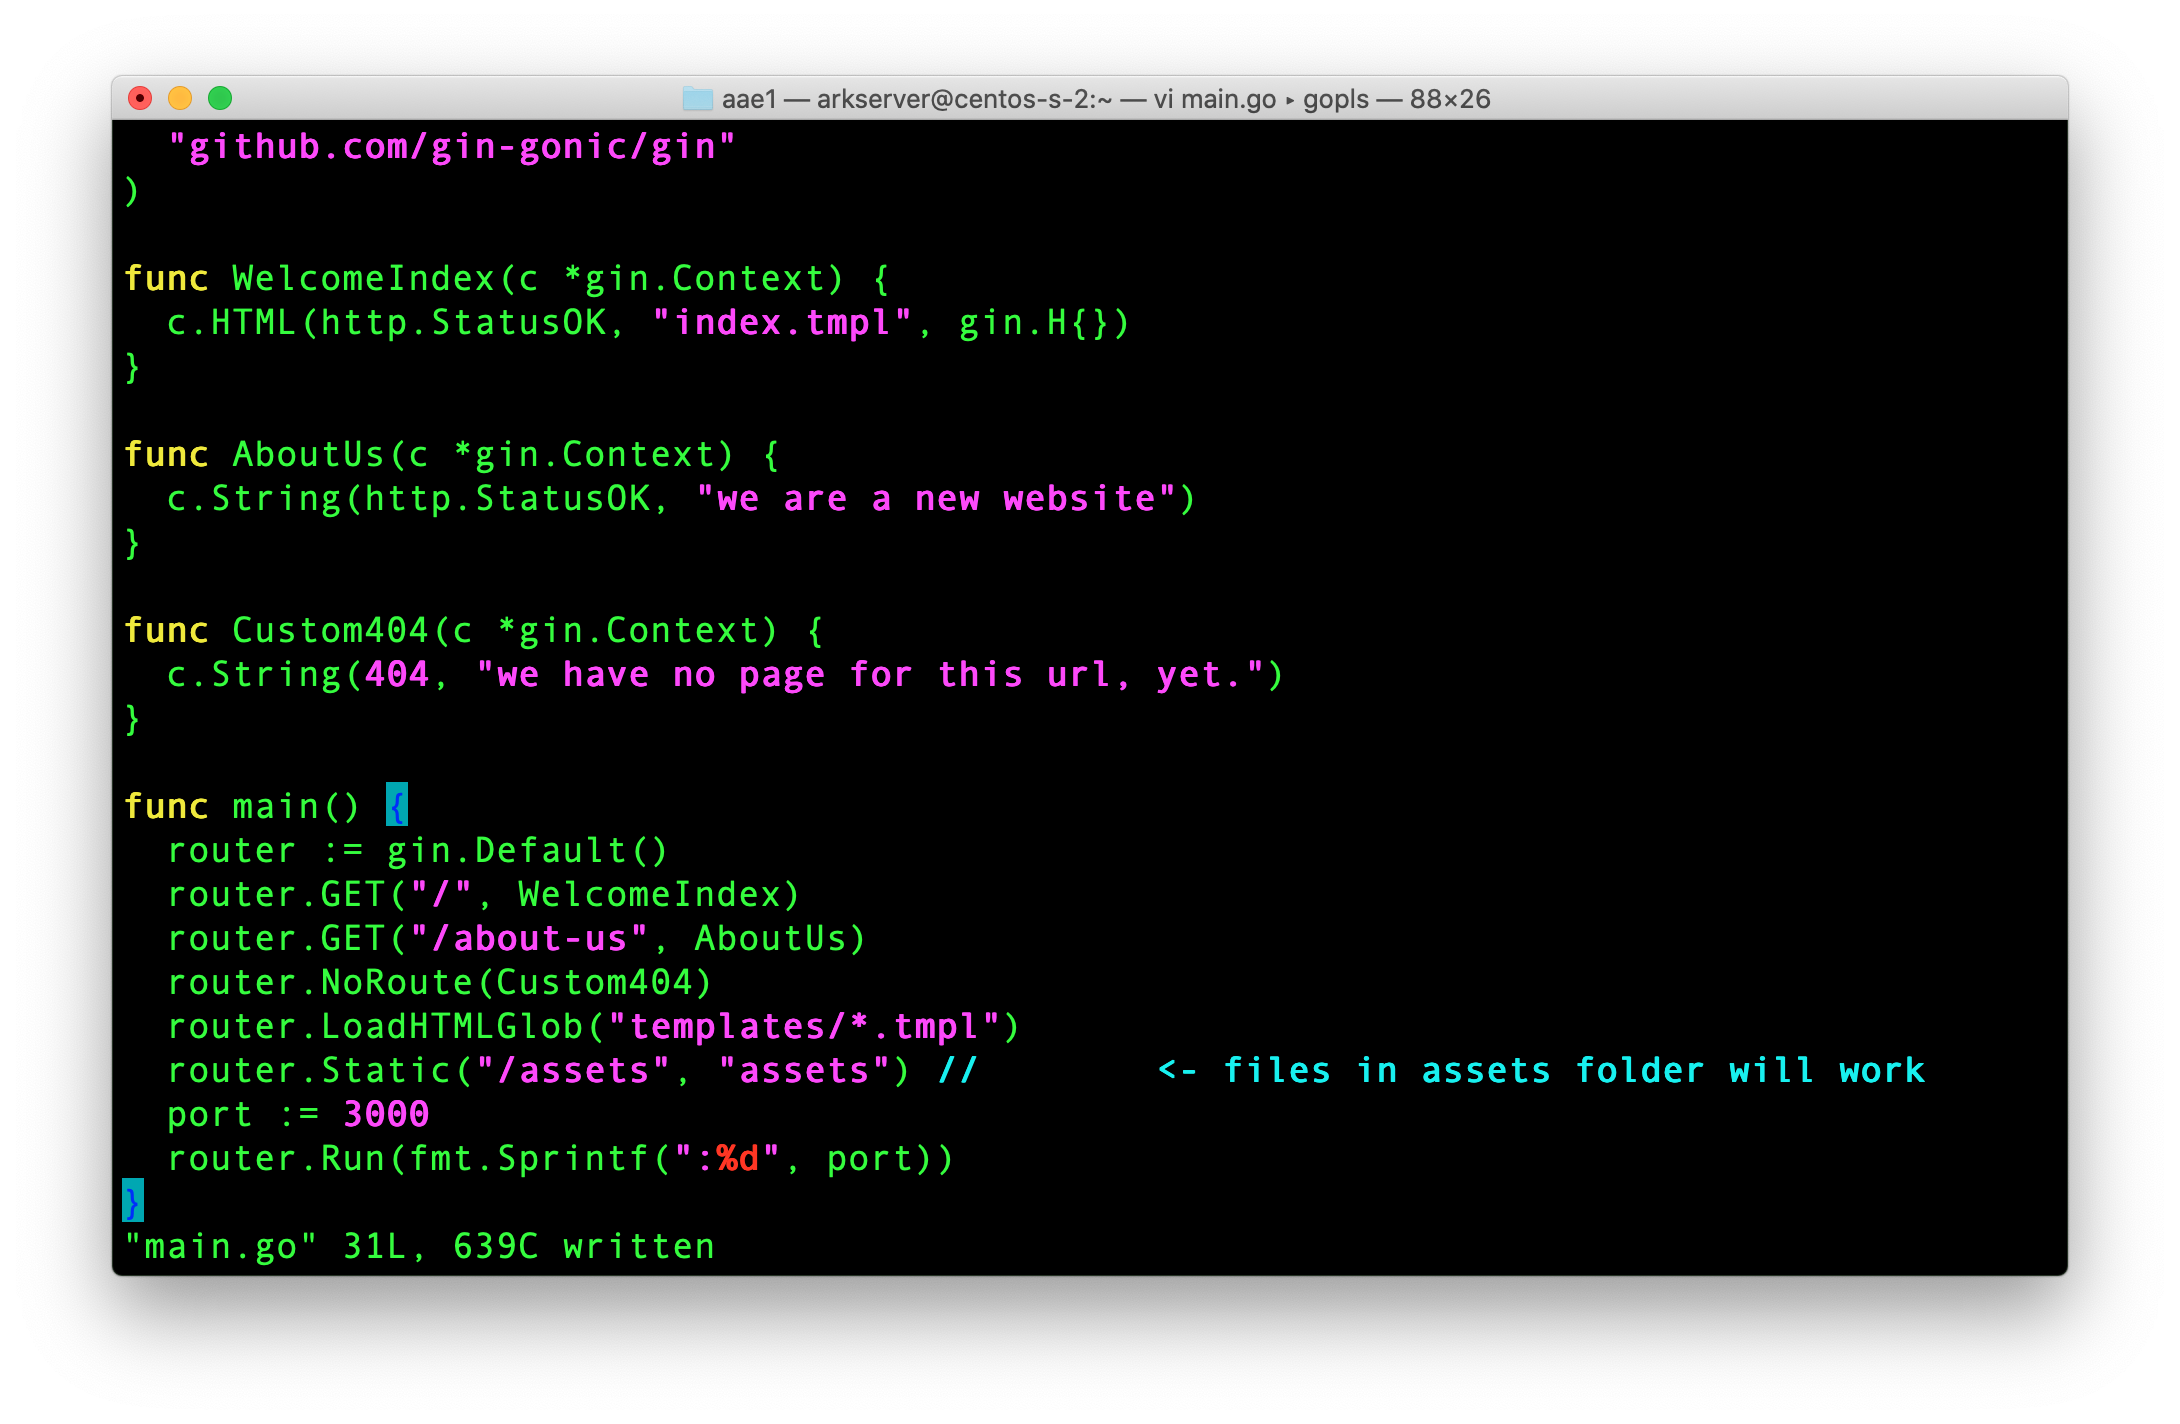 aae1 — arkserver@centos-s-2:~ — vi main.go ▸ gopls — 88×26
  "github.com/gin-gonic/gin"
)

func WelcomeIndex(c *gin.Context) {
  c.HTML(http.StatusOK, "index.tmpl", gin.H{})
}

func AboutUs(c *gin.Context) {
  c.String(http.StatusOK, "we are a new website")
}

func Custom404(c *gin.Context) {
  c.String(404, "we have no page for this url, yet.")
}

func main() {
  router := gin.Default()
  router.GET("/", WelcomeIndex)
  router.GET("/about-us", AboutUs)
  router.NoRoute(Custom404)
  router.LoadHTMLGlob("templates/*.tmpl")
  router.Static("/assets", "assets") //        <- files in assets folder will work
  port := 3000
  router.Run(fmt.Sprintf(":%d", port))
}
"main.go" 31L, 639C written